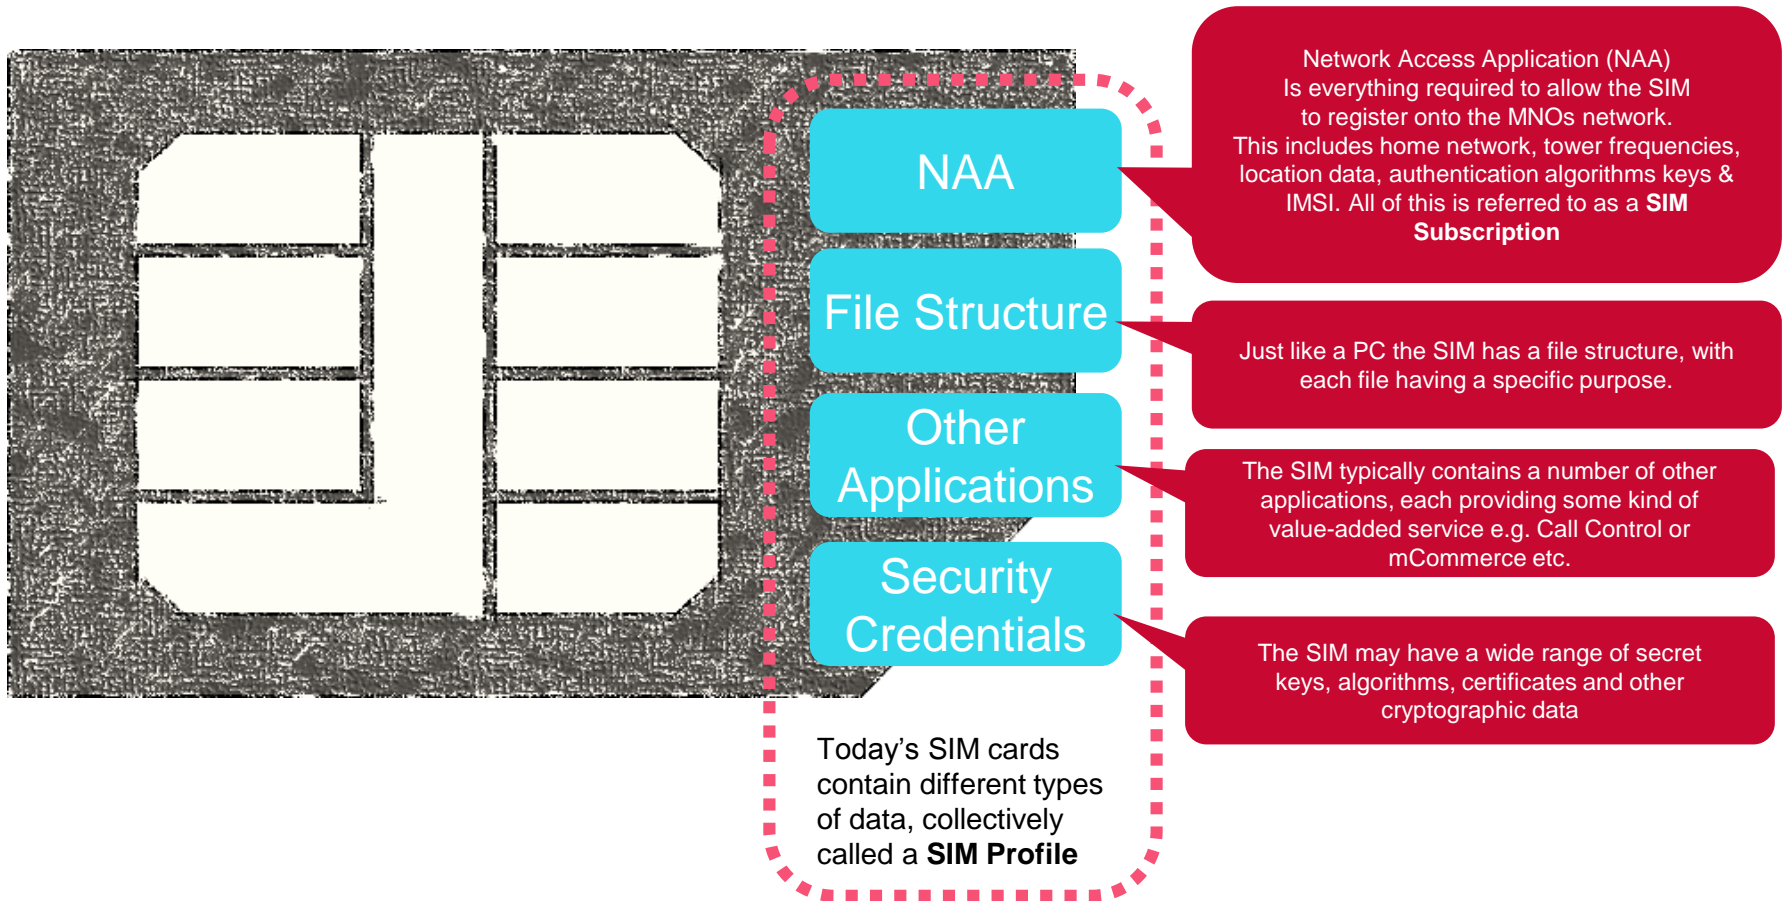 NAA
Network Access Application (NAA)
Is everything required to allow the SIM
to register onto the MNOs network.
This includes home network, tower frequencies,
location data, authentication algorithms keys &
IMSI. All of this is referred to as a SIM
Subscription
File Structure
Just like a PC the SIM has a file structure, with
each file having a specific purpose.
Other
Applications
The SIM typically contains a number of other
applications, each providing some kind of
value-added service e.g. Call Control or
mCommerce etc.
Security
Credentials
The SIM may have a wide range of secret
keys, algorithms, certificates and other
cryptographic data
Today’s SIM cards
contain different types
of data, collectively
called a SIM Profile